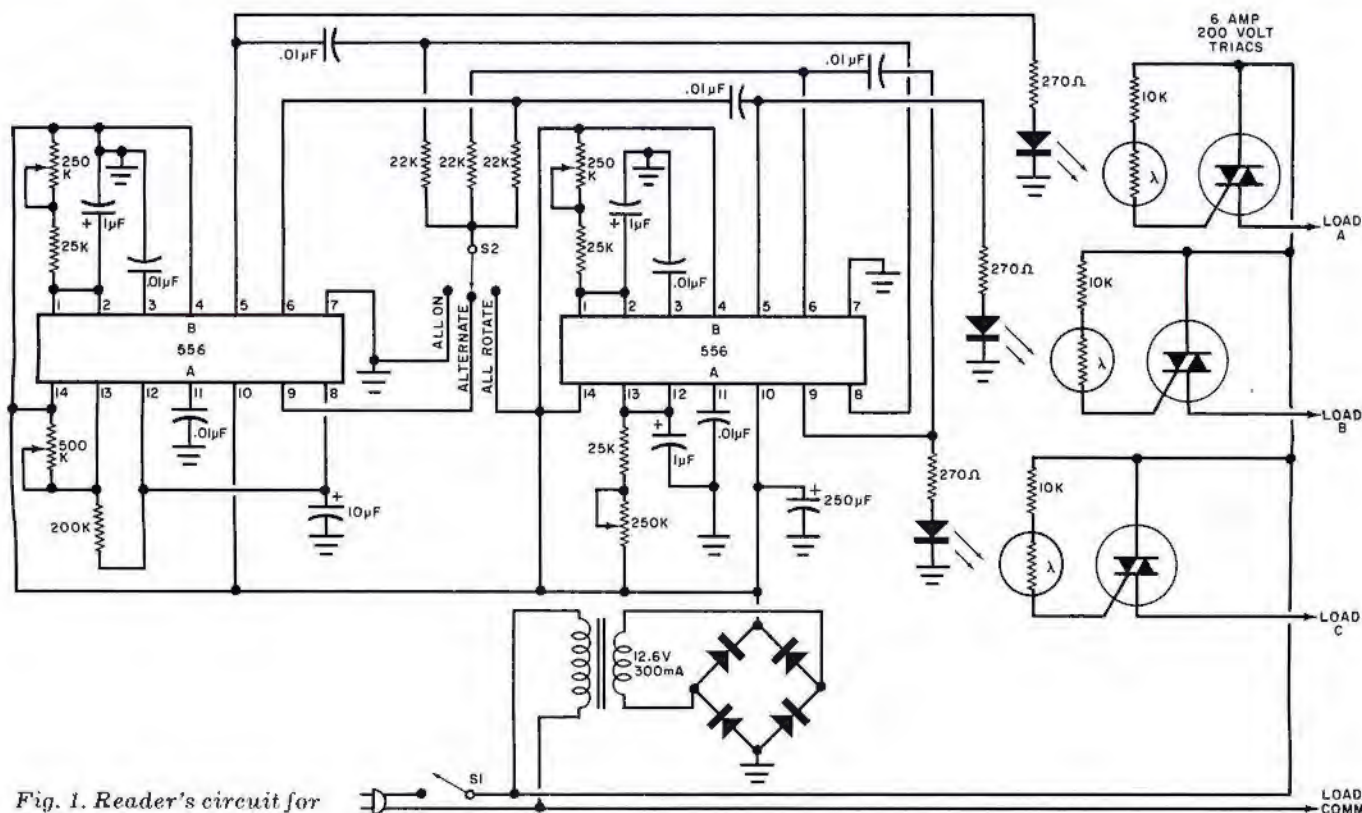 6 AMP
200 VOLT
TRIACS
.01µF
.01µF
.01µF
270Ω
10K
λ
LOAD
A
250
K
1µF
+
25K
.01µF
22K
22K
22K
S2
250
K
1µF
+
25K
.01µF
270Ω
10K
λ
LOAD
B
1 2 3 4 5 6 7
B
556
A
14 13 12 11 10 9 8
ALL ON
ALTERNATE
ALL ROTATE
1 2 3 4 5 6 7
B
556
A
14 13 12 11 10 9 8
500
K
200K
.01µF
+
10µF
25K
250K
+
1µF
.01µF
+
250µF
270Ω
10K
λ
LOAD
C
12.6V
300mA
S1
LOAD
COMM
Fig. 1. Reader's circuit for